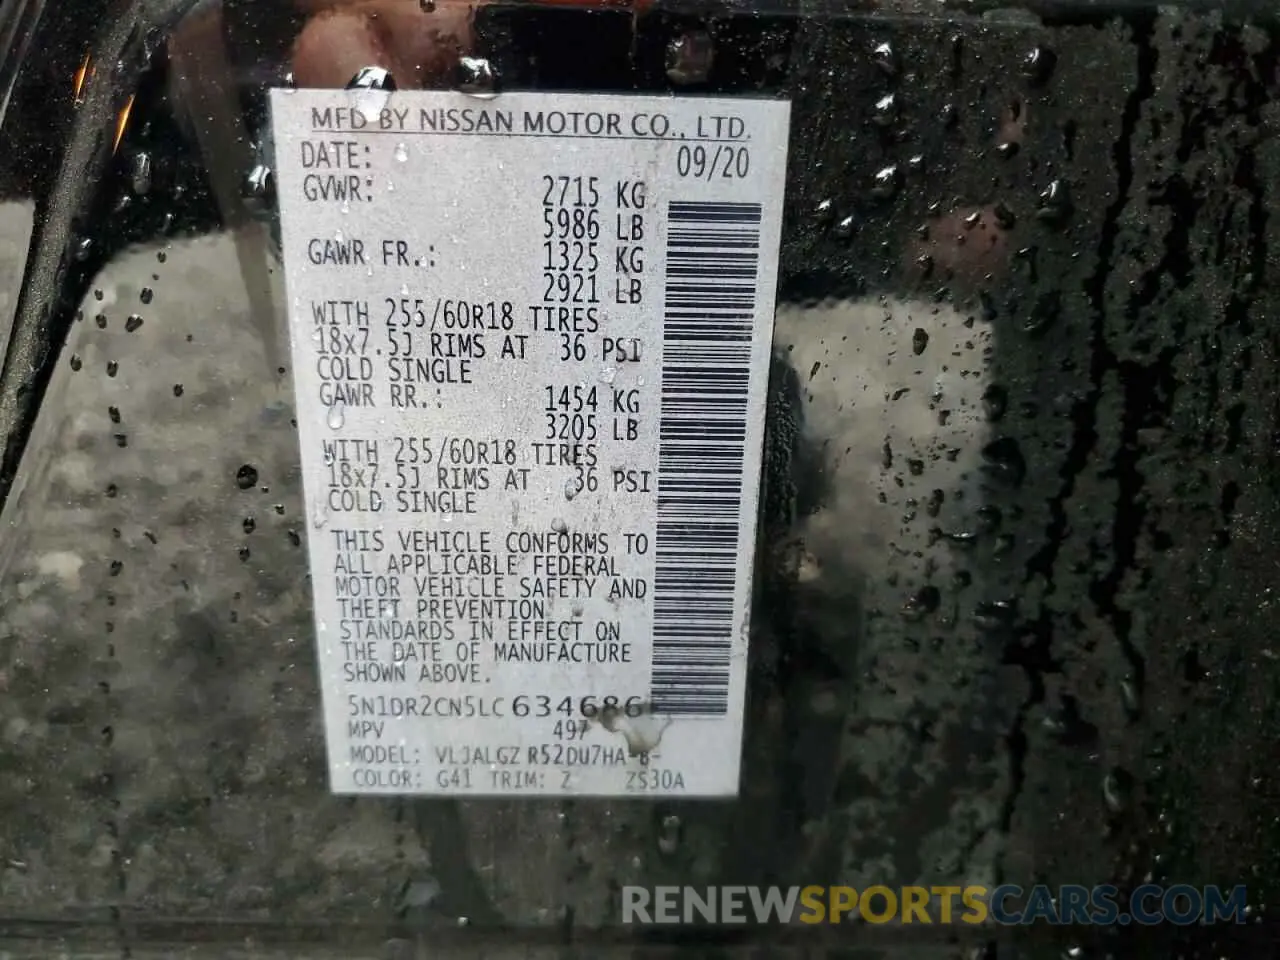 MFD BY NISSAN MOTOR CO., LTD.
DATE: 09/20
GVWR: 2715 KG
5986 LB
GAWR FR.: 1325 KG
2921 LB
WITH 255/60R18 TIRES
18x7.5J RIMS AT 36 PSI
COLD SINGLE
GAWR RR.: 1454 KG
3205 LB
WITH 255/60R18 TIRES
18x7.5J RIMS AT 36 PSI
COLD SINGLE
THIS VEHICLE CONFORMS TO
ALL APPLICABLE FEDERAL
MOTOR VEHICLE SAFETY AND
THEFT PREVENTION
STANDARDS IN EFFECT ON
THE DATE OF MANUFACTURE
SHOWN ABOVE.
5N1DR2CN5LC634686
MPV 497
MODEL: VLJALGZ R52DU7HA-B-
COLOR: G41 TRIM: Z ZS30A
RENEWSPORTSCARS.COM